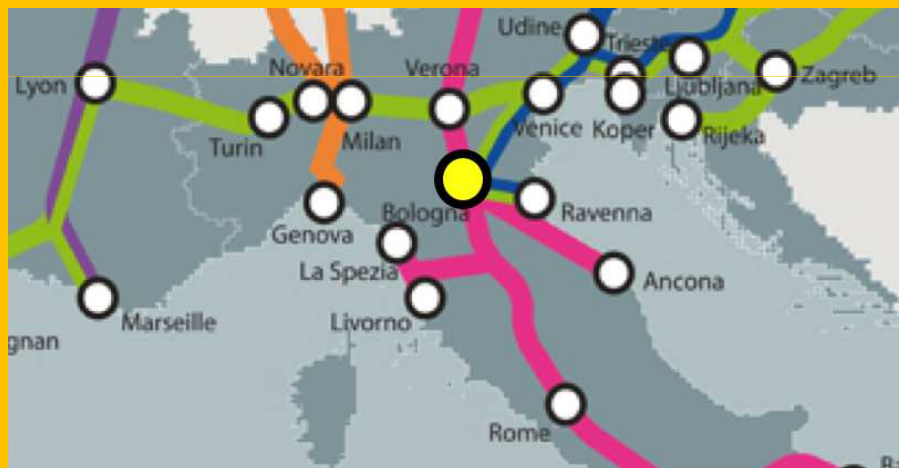 Udine
Trieste
Lyon
Novara
Verona
Ljubljana
Zagreb
Turin
Milan
Venice
Koper
Rijeka
Genova
Bologna
Ravenna
La Spezia
Ancona
Livorno
Marseille
gnan
Rome